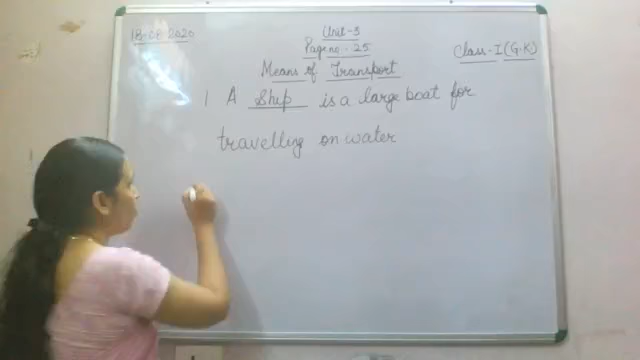 18-08-2020
Unit-3
Page no. 25
Class-I (G.K)
Means of Transport
1 A Ship is a large boat for
travelling on water